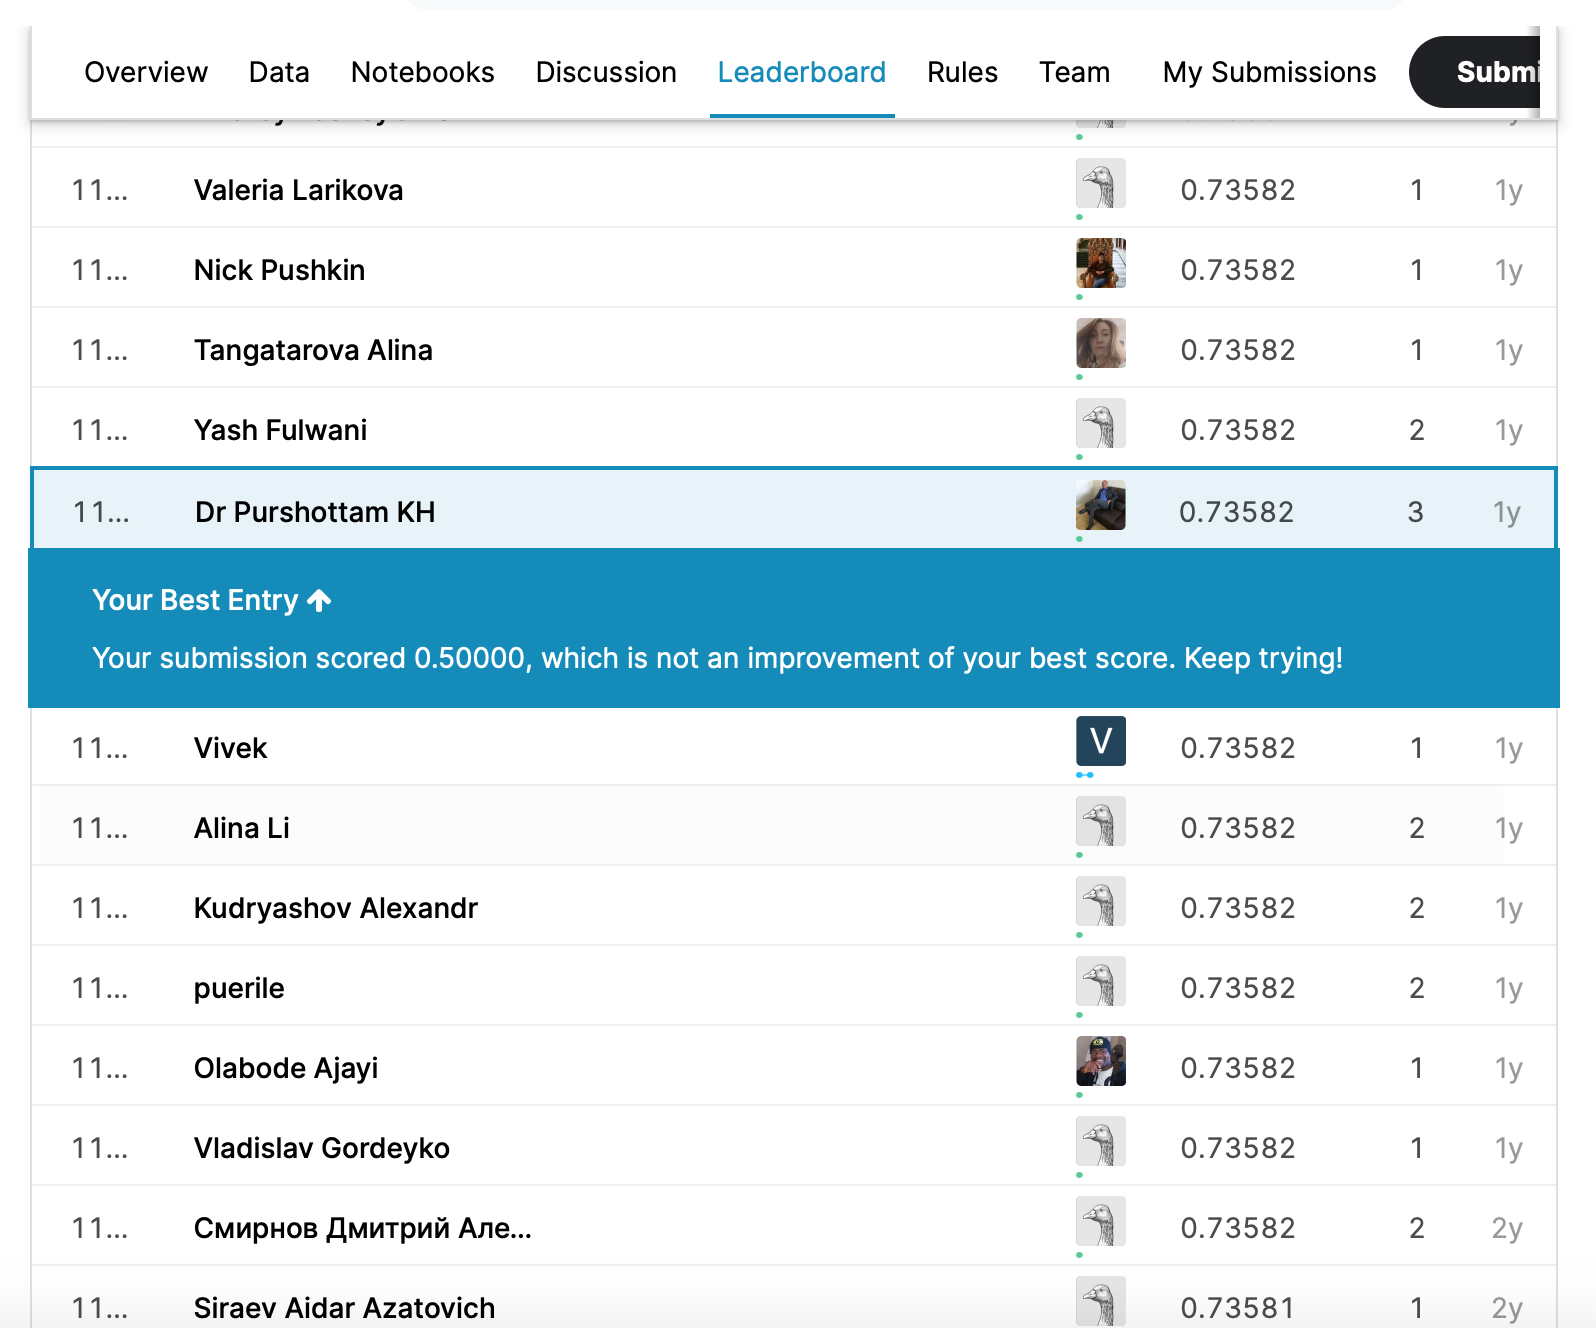 Overview Data Notebooks Discussion Leaderboard Rules Team My Submissions
11... Valeria Larikova 0.73582 1 1y
11... Nick Pushkin 0.73582 1 1y
11... Tangatarova Alina 0.73582 1 1y
11... Yash Fulwani 0.73582 2 1y
11... Dr Purshottam KH 0.73582 3 1y
Your Best Entry
Your submission scored 0.50000, which is not an improvement of your best score. Keep trying!
11... Vivek V 0.73582 1 1y
11... Alina Li 0.73582 2 1y
11... Kudryashov Alexandr 0.73582 2 1y
11... puerile 0.73582 2 1y
11... Olabode Ajayi 0.73582 1 1y
11... Vladislav Gordeyko 0.73582 1 1y
11... Смирнов Дмитрий Але... 0.73582 2 2y
11... Siraev Aidar Azatovich 0.73581 1 2y